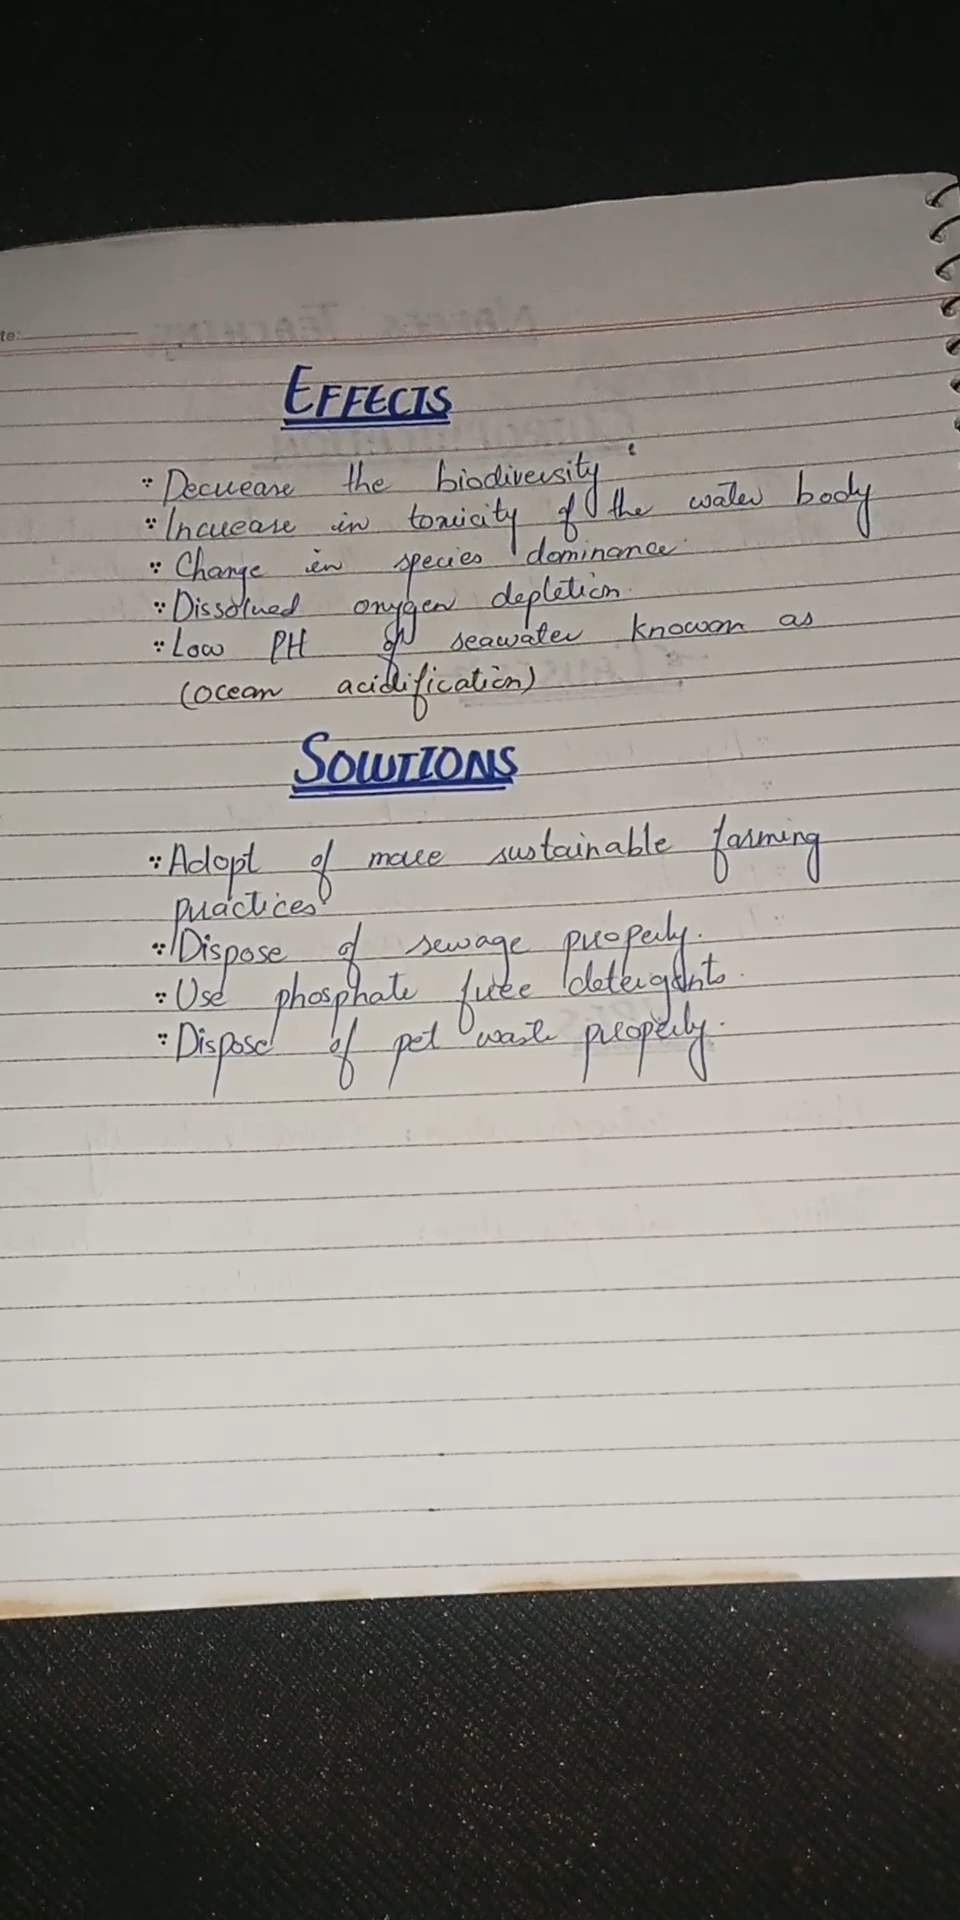 te:
EFFECTS
Decrease the biodiversity
Increase in toxicity of the water body
Change in species dominance.
Dissolved oxygen depletion.
Low PH of seawater known as
(ocean acidification)
SOLUTIONS
Adopt of more sustainable farming
practices
Dispose of sewage properly.
Use phosphate free detergents.
Dispose of pet waste properly.